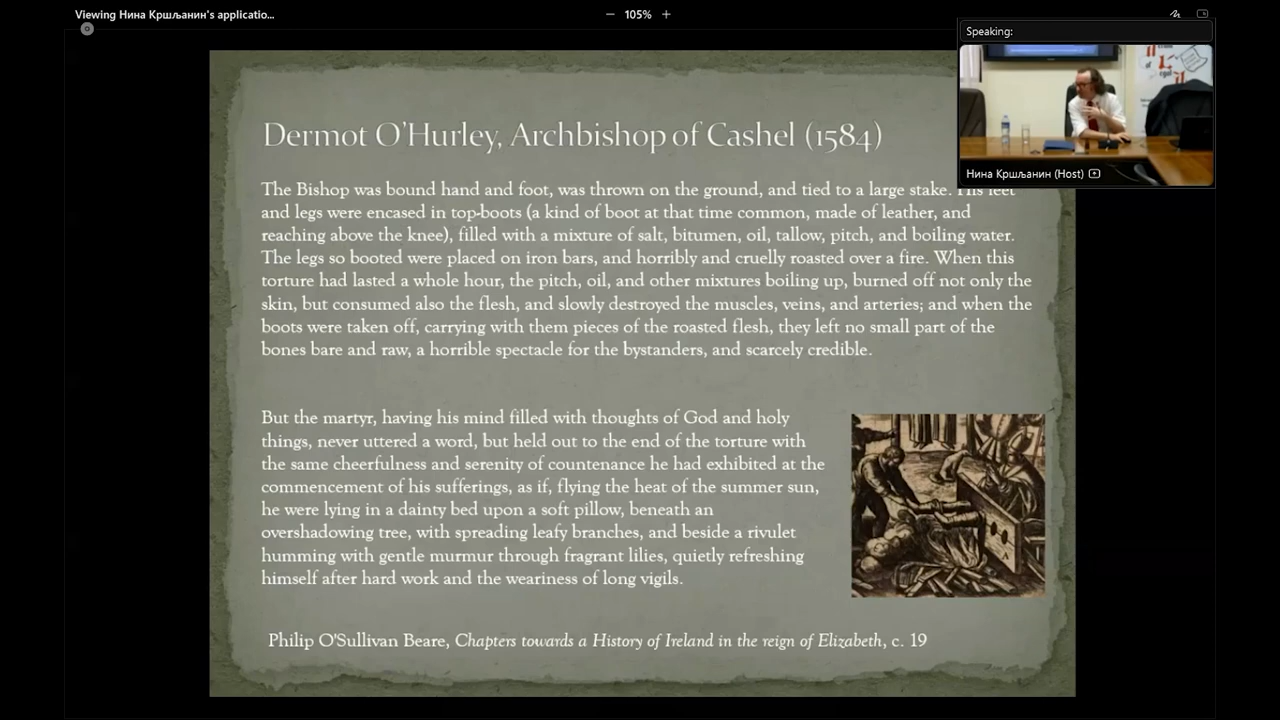 Viewing Нина Кршљанин's applicatio...
105%
Speaking:
Нина Кршљанин (Host)
Dermot O'Hurley, Archbishop of Cashel (1584)
The Bishop was bound hand and foot, was thrown on the ground, and tied to a large stake. His feet
and legs were encased in top-boots (a kind of boot at that time common, made of leather, and
reaching above the knee), filled with a mixture of salt, bitumen, oil, tallow, pitch, and boiling water.
The legs so booted were placed on iron bars, and horribly and cruelly roasted over a fire. When this
torture had lasted a whole hour, the pitch, oil, and other mixtures boiling up, burned off not only the
skin, but consumed also the flesh, and slowly destroyed the muscles, veins, and arteries; and when the
boots were taken off, carrying with them pieces of the roasted flesh, they left no small part of the
bones bare and raw, a horrible spectacle for the bystanders, and scarcely credible.
But the martyr, having his mind filled with thoughts of God and holy
things, never uttered a word, but held out to the end of the torture with
the same cheerfulness and serenity of countenance he had exhibited at the
commencement of his sufferings, as if, flying the heat of the summer sun,
he were lying in a dainty bed upon a soft pillow, beneath an
overshadowing tree, with spreading leafy branches, and beside a rivulet
humming with gentle murmur through fragrant lilies, quietly refreshing
himself after hard work and the weariness of long vigils.
Philip O'Sullivan Beare, Chapters towards a History of Ireland in the reign of Elizabeth, c. 19